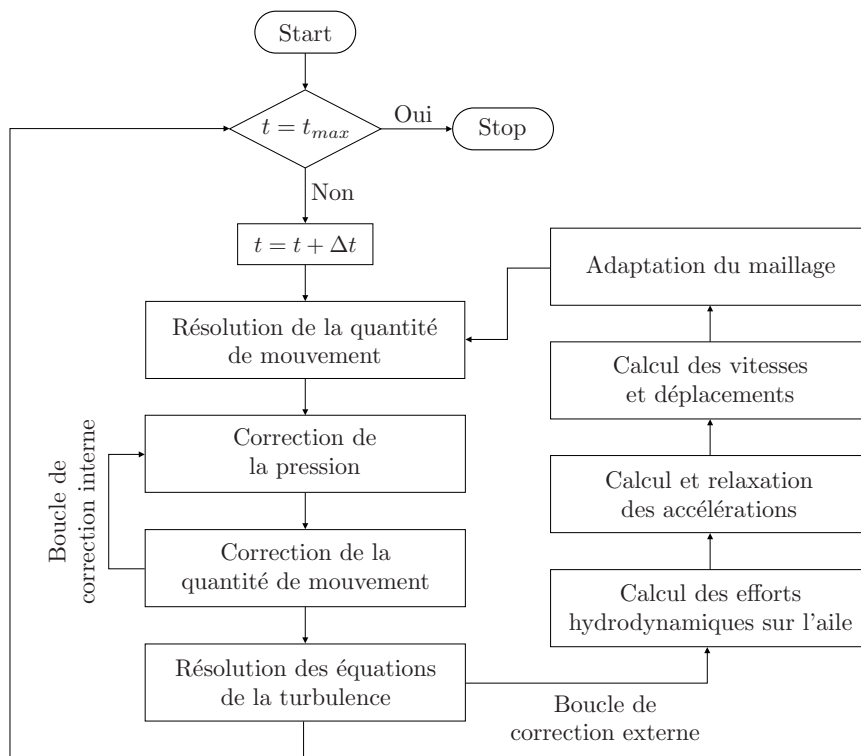 Start
t = t_max
Oui
Stop
Non
t = t + Δt
Résolution de la quantité
de mouvement
Correction de
la pression
Boucle de
correction interne
Correction de la
quantité de mouvement
Résolution des équations
de la turbulence
Boucle de
correction externe
Adaptation du maillage
Calcul des vitesses
et déplacements
Calcul et relaxation
des accélérations
Calcul des efforts
hydrodynamiques sur l'aile